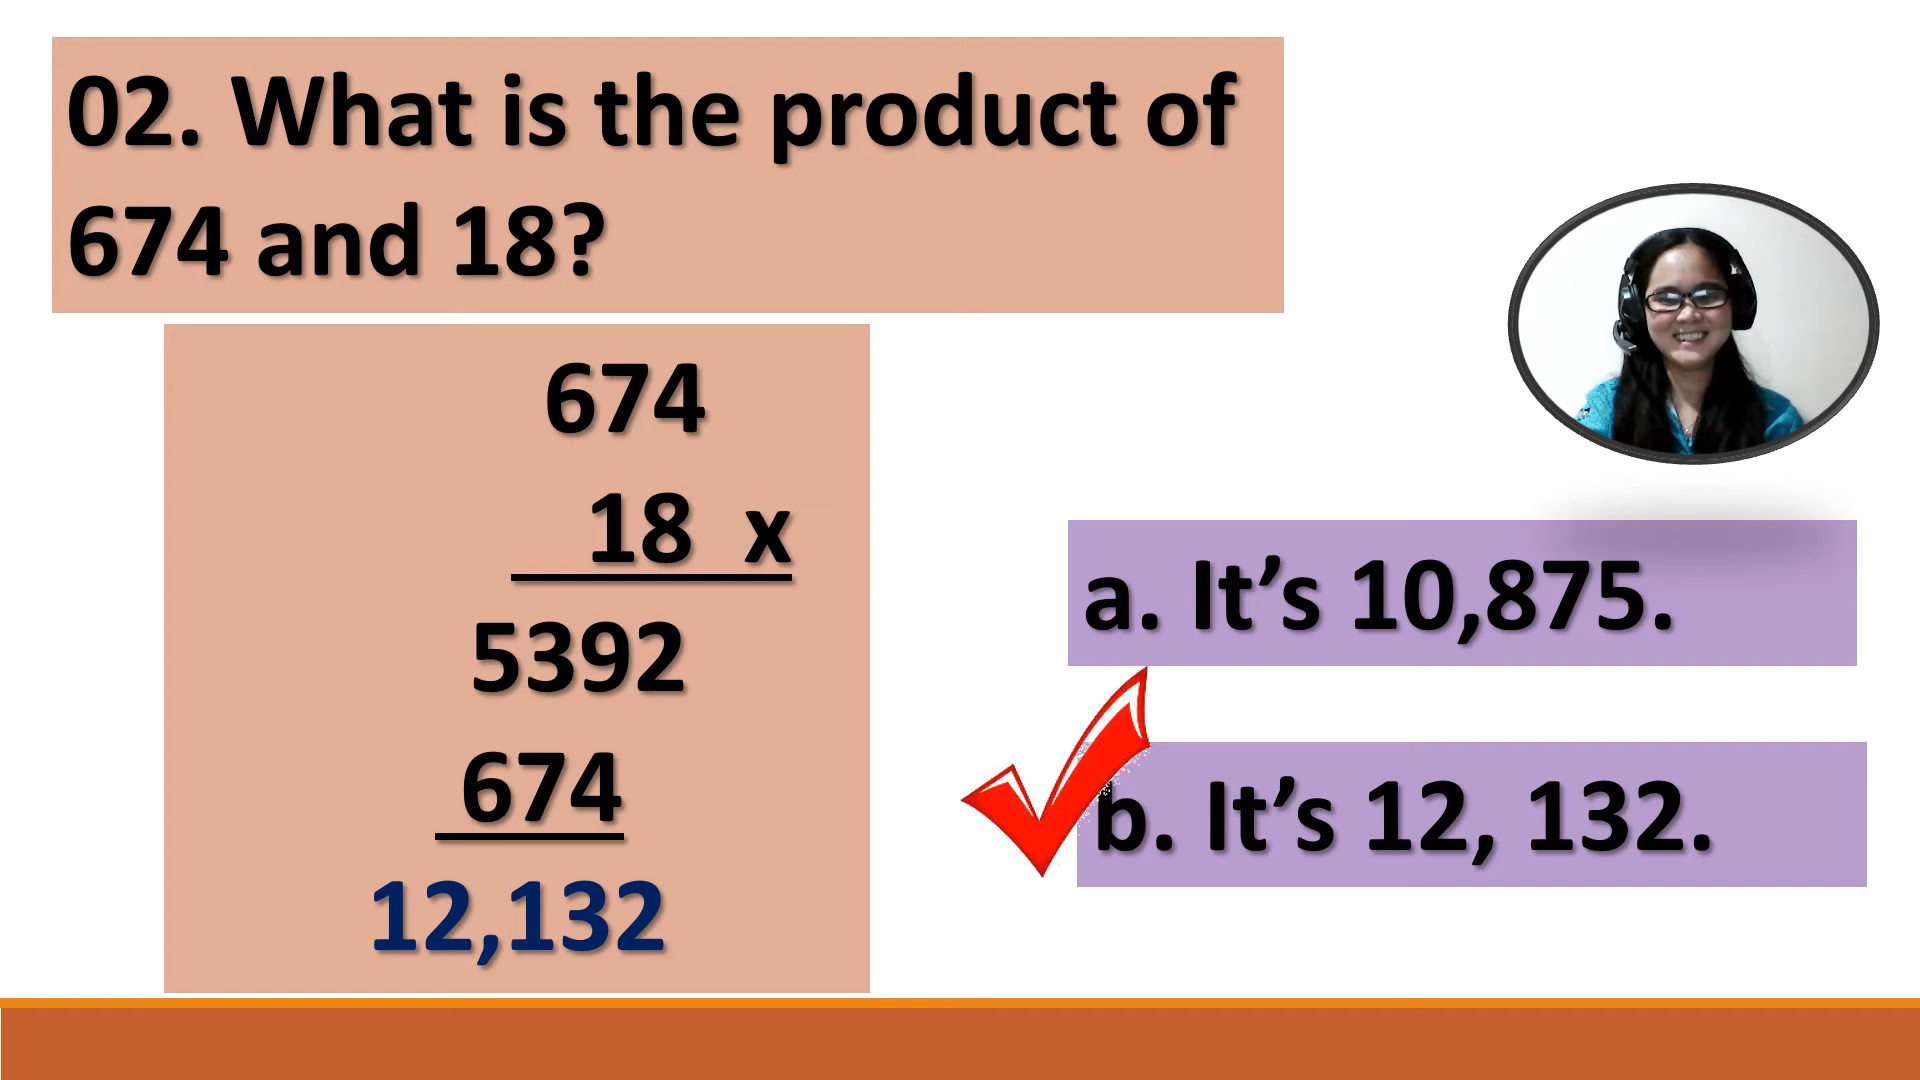 02. What is the product of
674 and 18?
674
18 x
5392
674
12,132
a. It’s 10,875.
b. It’s 12, 132.